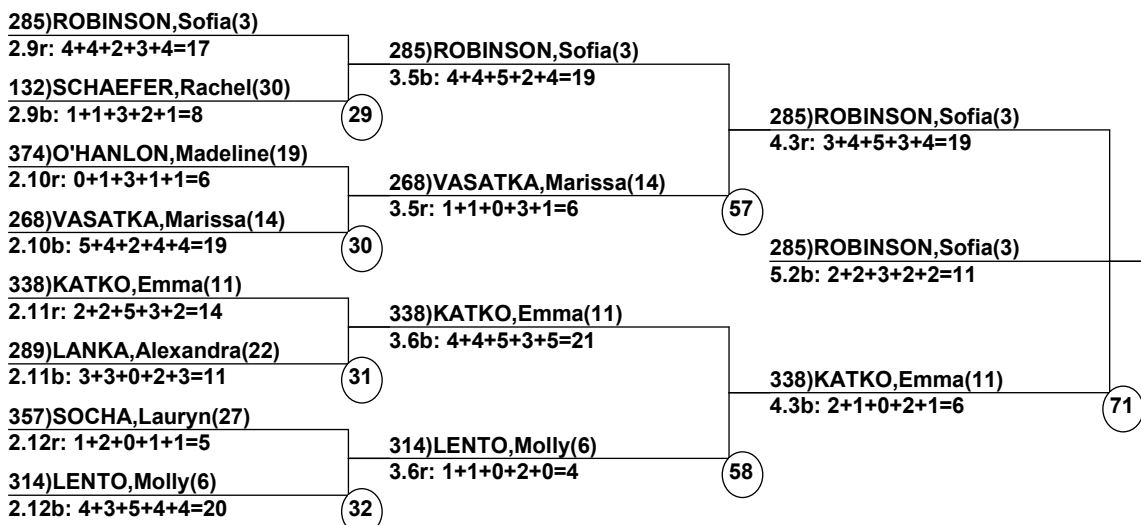 285)ROBINSON,Sofia(3)
2.9r: 4+4+2+3+4=17
132)SCHAEFER,Rachel(30)
2.9b: 1+1+3+2+1=8
29
374)O'HANLON,Madeline(19)
2.10r: 0+1+3+1+1=6
268)VASATKA,Marissa(14)
2.10b: 5+4+2+4+4=19
30
338)KATKO,Emma(11)
2.11r: 2+2+5+3+2=14
289)LANKA,Alexandra(22)
2.11b: 3+3+0+2+3=11
31
357)SOCHA,Lauryn(27)
2.12r: 1+2+0+1+1=5
314)LENTO,Molly(6)
2.12b: 4+3+5+4+4=20
32
285)ROBINSON,Sofia(3)
3.5b: 4+4+5+2+4=19
268)VASATKA,Marissa(14)
3.5r: 1+1+0+3+1=6
57
338)KATKO,Emma(11)
3.6b: 4+4+5+3+5=21
314)LENTO,Molly(6)
3.6r: 1+1+0+2+0=4
58
285)ROBINSON,Sofia(3)
4.3r: 3+4+5+3+4=19
338)KATKO,Emma(11)
4.3b: 2+1+0+2+1=6
71
285)ROBINSON,Sofia(3)
5.2b: 2+2+3+2+2=11